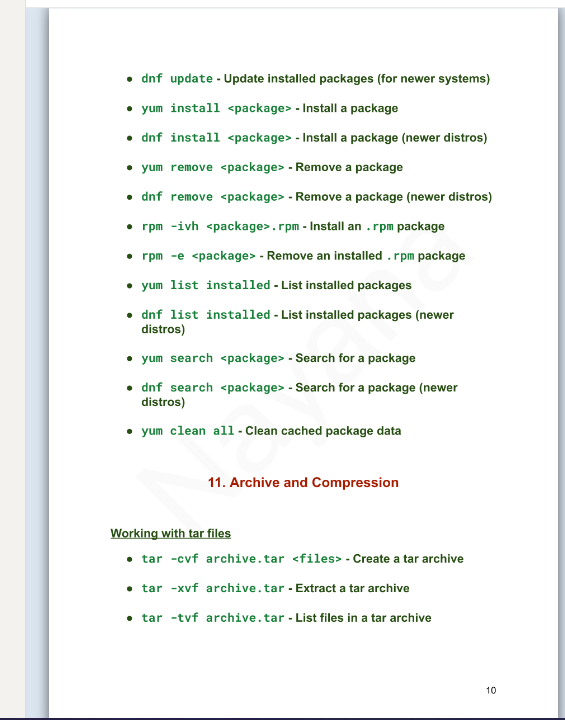 ● dnf update - Update installed packages (for newer systems)
● yum install <package> - Install a package
● dnf install <package> - Install a package (newer distros)
● yum remove <package> - Remove a package
● dnf remove <package> - Remove a package (newer distros)
● rpm -ivh <package>.rpm - Install an .rpm package
● rpm -e <package> - Remove an installed .rpm package
● yum list installed - List installed packages
● dnf list installed - List installed packages (newer
distros)
● yum search <package> - Search for a package
● dnf search <package> - Search for a package (newer
distros)
● yum clean all - Clean cached package data
Nayana
11. Archive and Compression
Working with tar files
● tar -cvf archive.tar <files> - Create a tar archive
● tar -xvf archive.tar - Extract a tar archive
● tar -tvf archive.tar - List files in a tar archive
10